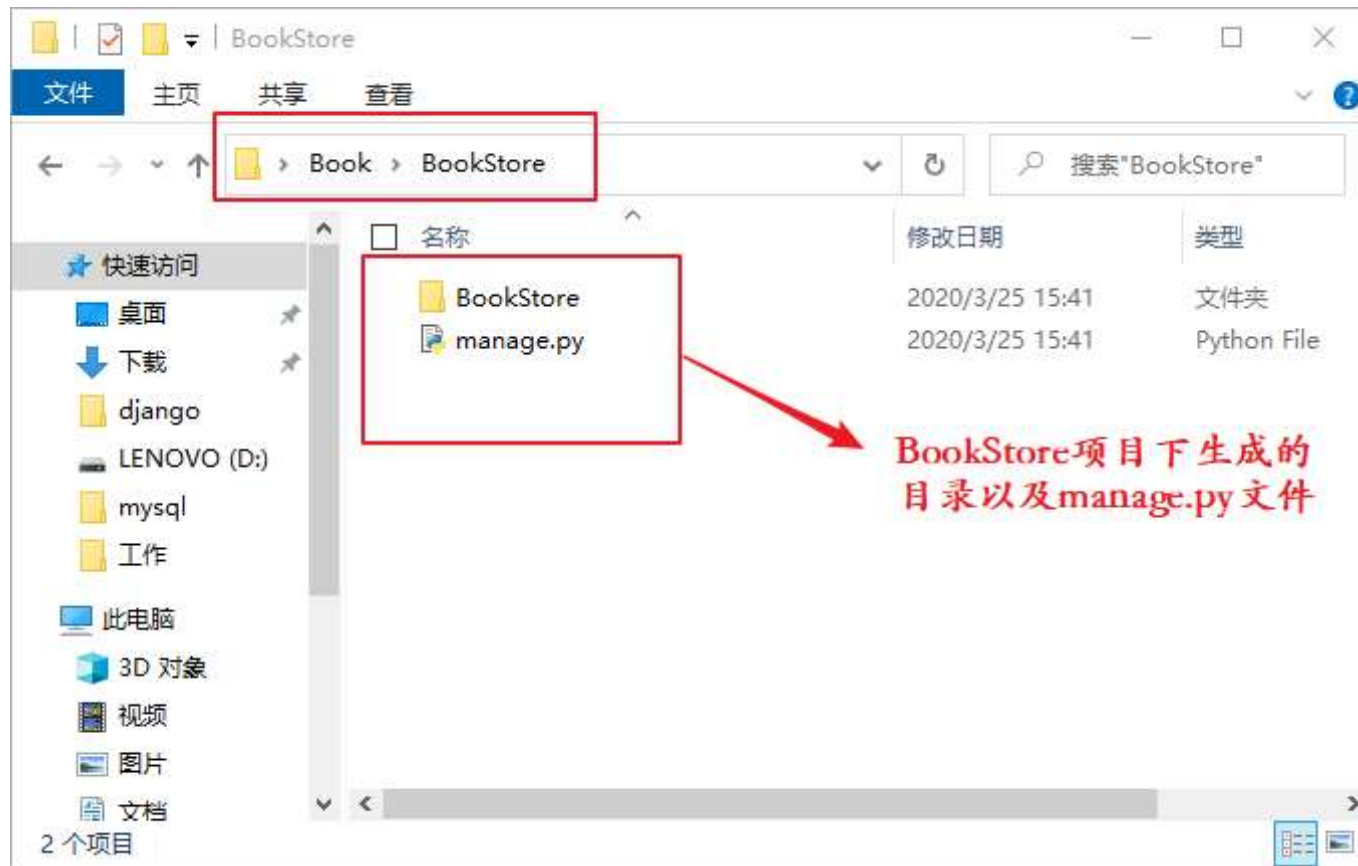 BookStore
文件 主页 共享 查看
Book › BookStore 搜索"BookStore"
名称 修改日期 类型
快速访问
桌面
下载
django
LENOVO (D:)
mysql
工作
此电脑
3D 对象
视频
图片
文档
BookStore 2020/3/25 15:41 文件夹
manage.py 2020/3/25 15:41 Python File
BookStore项目下生成的
目录以及manage.py文件
2 个项目